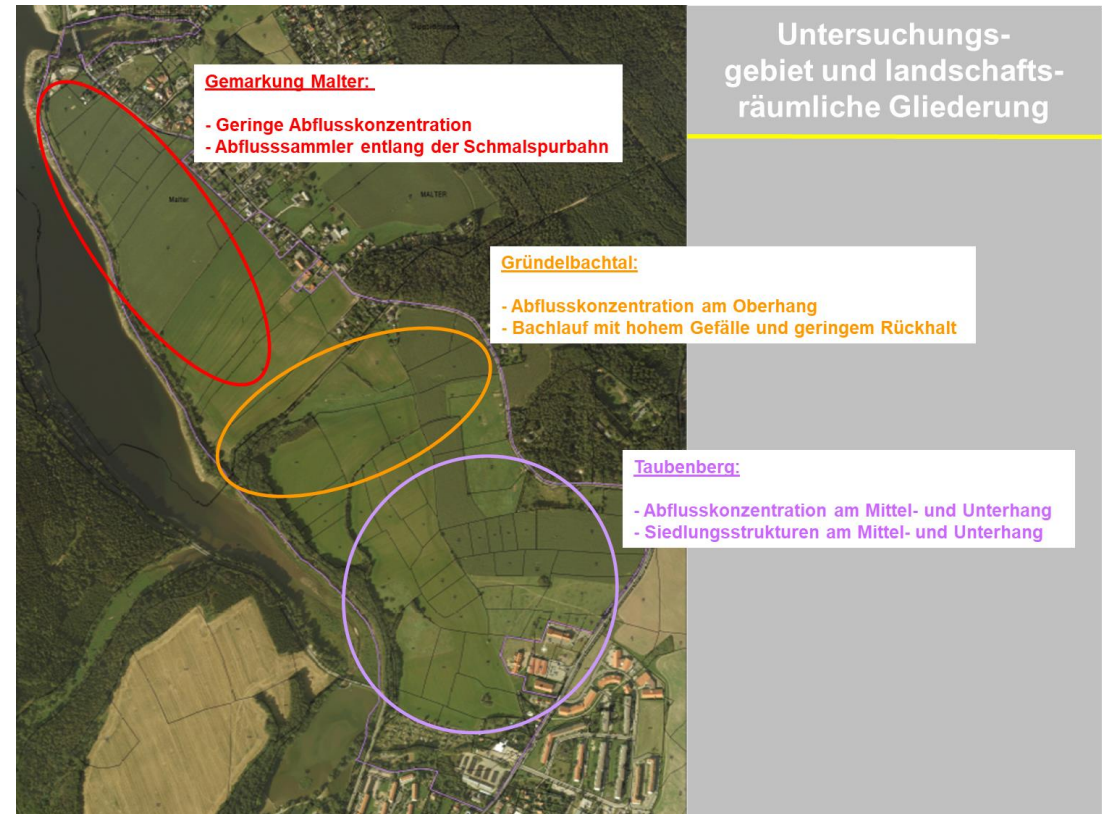 Untersuchungs-
gebiet und landschafts-
räumliche Gliederung
Gemarkung Malter:
- Geringe Abflusskonzentration
- Abflusssammler entlang der Schmalspurbahn
Malter
MALTER
Gründelbachtal:
- Abflusskonzentration am Oberhang
- Bachlauf mit hohem Gefälle und geringem Rückhalt
Taubenberg:
- Abflusskonzentration am Mittel- und Unterhang
- Siedlungsstrukturen am Mittel- und Unterhang